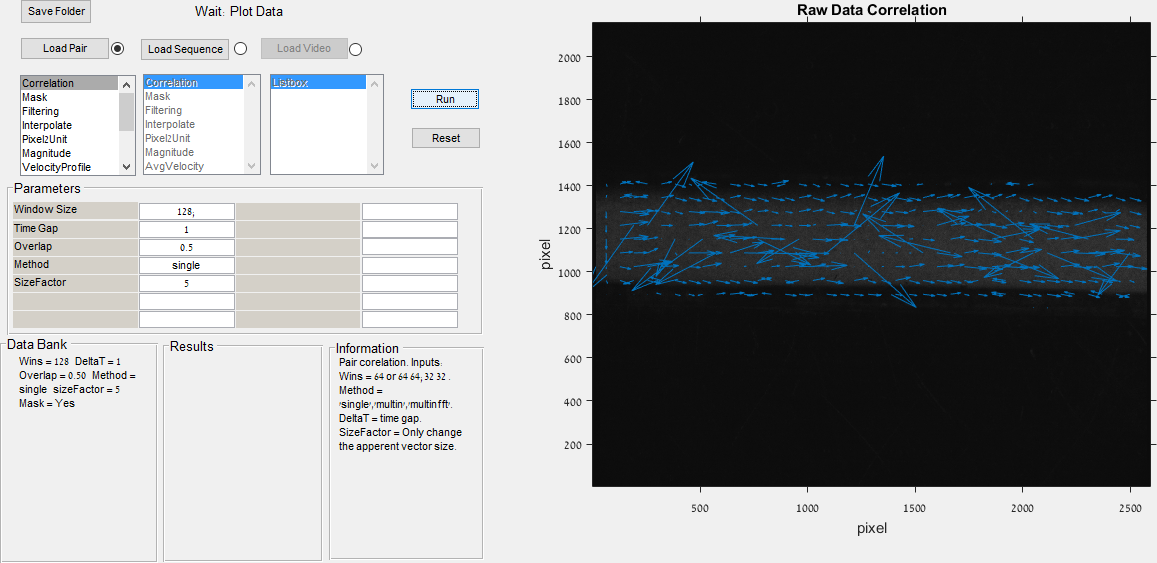 Save Folder
Wait: Plot Data
Load Pair
Load Sequence
Load Video
Correlation
Mask
Filtering
Interpolate
Pixel2Unit
Magnitude
VelocityProfile
Correlation
Mask
Filtering
Interpolate
Pixel2Unit
Magnitude
AvgVelocity
Listbox
Run
Reset
Parameters
Window Size 128;
Time Gap 1
Overlap 0.5
Method single
SizeFactor 5
Data Bank
Wins = 128 DeltaT = 1
Overlap = 0.50 Method =
single sizeFactor = 5
Mask = Yes
Results
Information
Pair corelation. Inputs:
Wins = 64 or 64 64; 32 32 .
Method =
'single','multin','multinfft'.
DeltaT = time gap.
SizeFactor = Only change
the apperent vector size.
Raw Data Correlation
pixel
2000
1800
1600
1400
1200
1000
800
600
400
200
500 1000 1500 2000 2500
pixel